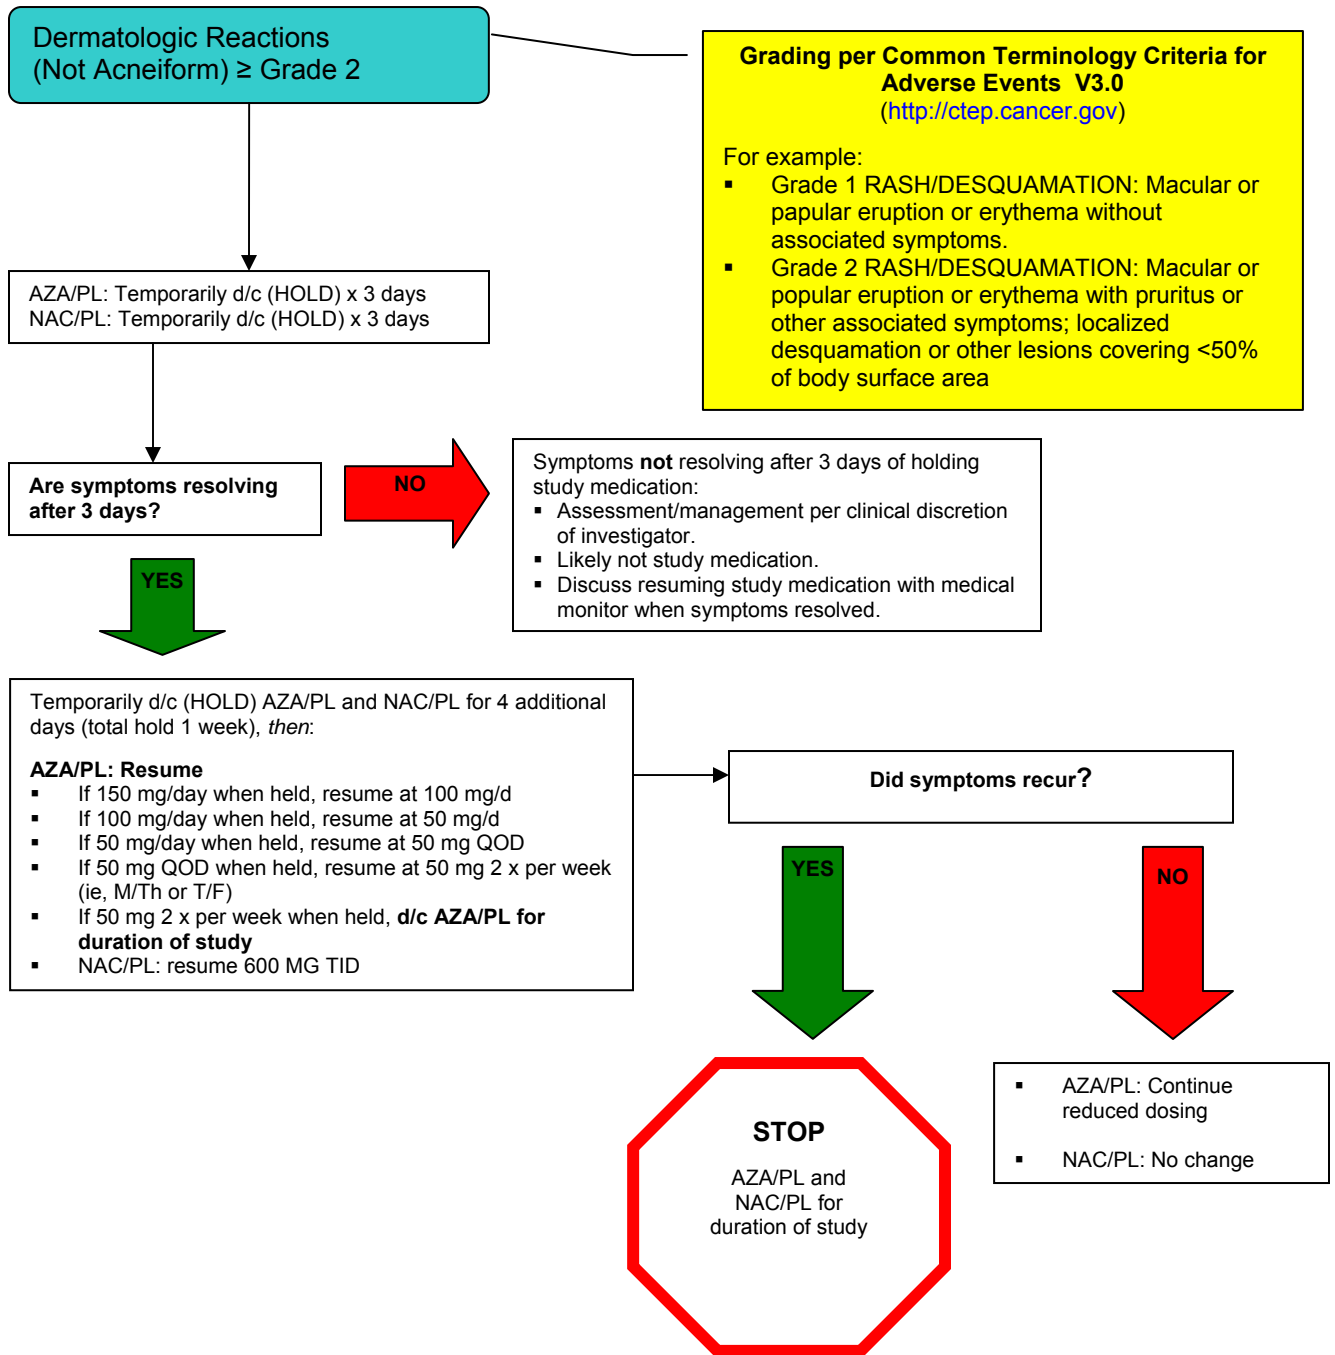 Dermatologic Reactions
(Not Acneiform) ≥ Grade 2
Grading per Common Terminology Criteria for
Adverse Events V3.0
(http://ctep.cancer.gov)
For example:
▪ Grade 1 RASH/DESQUAMATION: Macular or
papular eruption or erythema without
associated symptoms.
▪ Grade 2 RASH/DESQUAMATION: Macular or
popular eruption or erythema with pruritus or
other associated symptoms; localized
desquamation or other lesions covering <50%
of body surface area
AZA/PL: Temporarily d/c (HOLD) x 3 days
NAC/PL: Temporarily d/c (HOLD) x 3 days
Are symptoms resolving
after 3 days?
NO
Symptoms not resolving after 3 days of holding
study medication:
▪ Assessment/management per clinical discretion
of investigator.
▪ Likely not study medication.
▪ Discuss resuming study medication with medical
monitor when symptoms resolved.
YES
Temporarily d/c (HOLD) AZA/PL and NAC/PL for 4 additional
days (total hold 1 week), then:
AZA/PL: Resume
▪ If 150 mg/day when held, resume at 100 mg/d
▪ If 100 mg/day when held, resume at 50 mg/d
▪ If 50 mg/day when held, resume at 50 mg QOD
▪ If 50 mg QOD when held, resume at 50 mg 2 x per week
(ie, M/Th or T/F)
▪ If 50 mg 2 x per week when held, d/c AZA/PL for
duration of study
▪ NAC/PL: resume 600 MG TID
Did symptoms recur?
YES
NO
STOP
AZA/PL and
NAC/PL for
duration of study
▪ AZA/PL: Continue
reduced dosing
▪ NAC/PL: No change